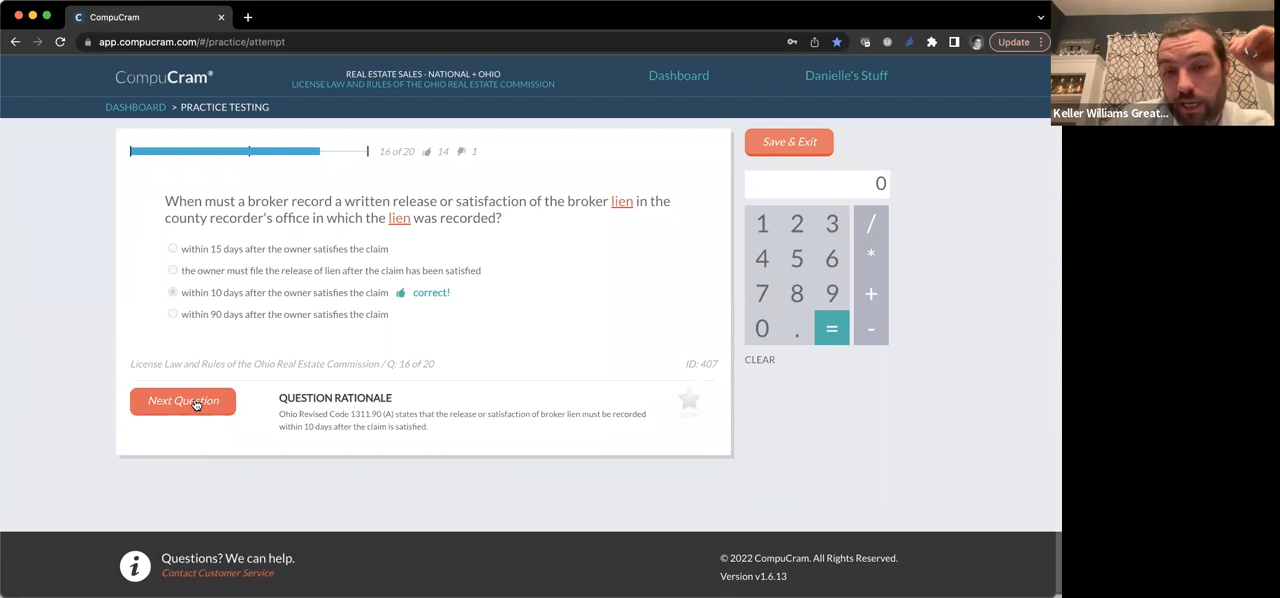 CompuCram
app.compucram.com/#/practice/attempt
Update
CompuCram®
REAL ESTATE SALES - NATIONAL + OHIO
LICENSE LAW AND RULES OF THE OHIO REAL ESTATE COMMISSION
Dashboard
Danielle's Stuff
Keller Williams Great...
DASHBOARD > PRACTICE TESTING
16 of 20 14 1
Save & Exit
When must a broker record a written release or satisfaction of the broker lien in the
county recorder's office in which the lien was recorded?
within 15 days after the owner satisfies the claim
the owner must file the release of lien after the claim has been satisfied
within 10 days after the owner satisfies the claim correct!
within 90 days after the owner satisfies the claim
License Law and Rules of the Ohio Real Estate Commission / Q: 16 of 20
ID: 407
Next Question
QUESTION RATIONALE
Ohio Revised Code 1311.90 (A) states that the release or satisfaction of broker lien must be recorded
within 10 days after the claim is satisfied.
0
1 2 3 /
4 5 6 *
7 8 9 +
0 . = -
CLEAR
Questions? We can help.
Contact Customer Service
© 2022 CompuCram. All Rights Reserved.
Version v1.6.13